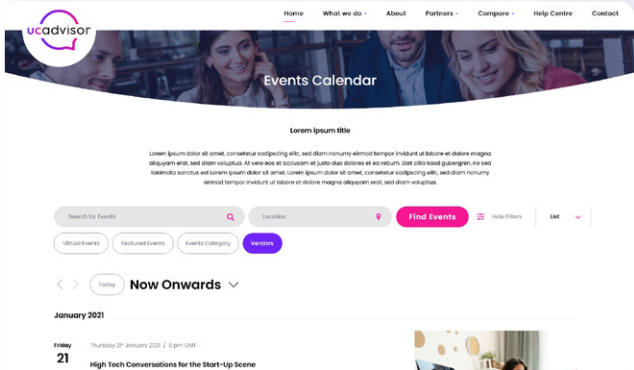 ucadvisor
Home What we do About Partners Compare Help Centre Contact
Events Calendar
Lorem ipsum title
Lorem ipsum dolor sit amet, consetetur sadipscing elitr, sed diam nonumy eirmod tempor invidunt ut labore et dolore magna
aliquyam erat, sed diam voluptua. At vero eos et accusam et justo duo dolores et ea rebum. Stet clita kasd gubergren, no sea
takimata sanctus est Lorem ipsum dolor sit amet. Lorem ipsum dolor sit amet, consetetur sadipscing elitr, sed diam nonumy
eirmod tempor invidunt ut labore et dolore magna aliquyam erat, sed diam voluptua.
Search for Events Location Find Events Hide Filters List
Virtual Events Featured Events Events Category Vendors
Today Now Onwards
January 2021
Friday Thursday 21st January 2021 / 6 pm GMT
21
High Tech Conversations for the Start-Up Scene